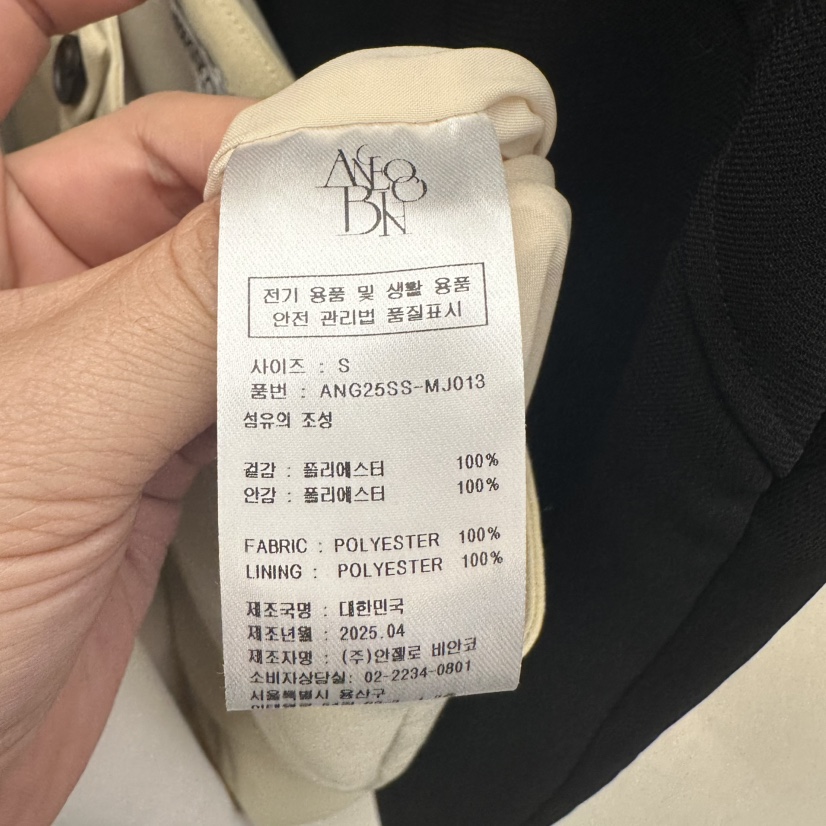 ANGELO
BIN
전기 용품 및 생활 용품
안전 관리법 품질표시
사이즈 : S
품번 : ANG25SS-MJ013
섬유의 조성
겉감 : 폴리에스터 100%
안감 : 폴리에스터 100%
FABRIC : POLYESTER 100%
LINING : POLYESTER 100%
제조국명 : 대한민국
제조년월 : 2025.04
제조자명 : (주)안젤로 비안코
소비자상담실: 02-2234-0801
서울특별시 용산구